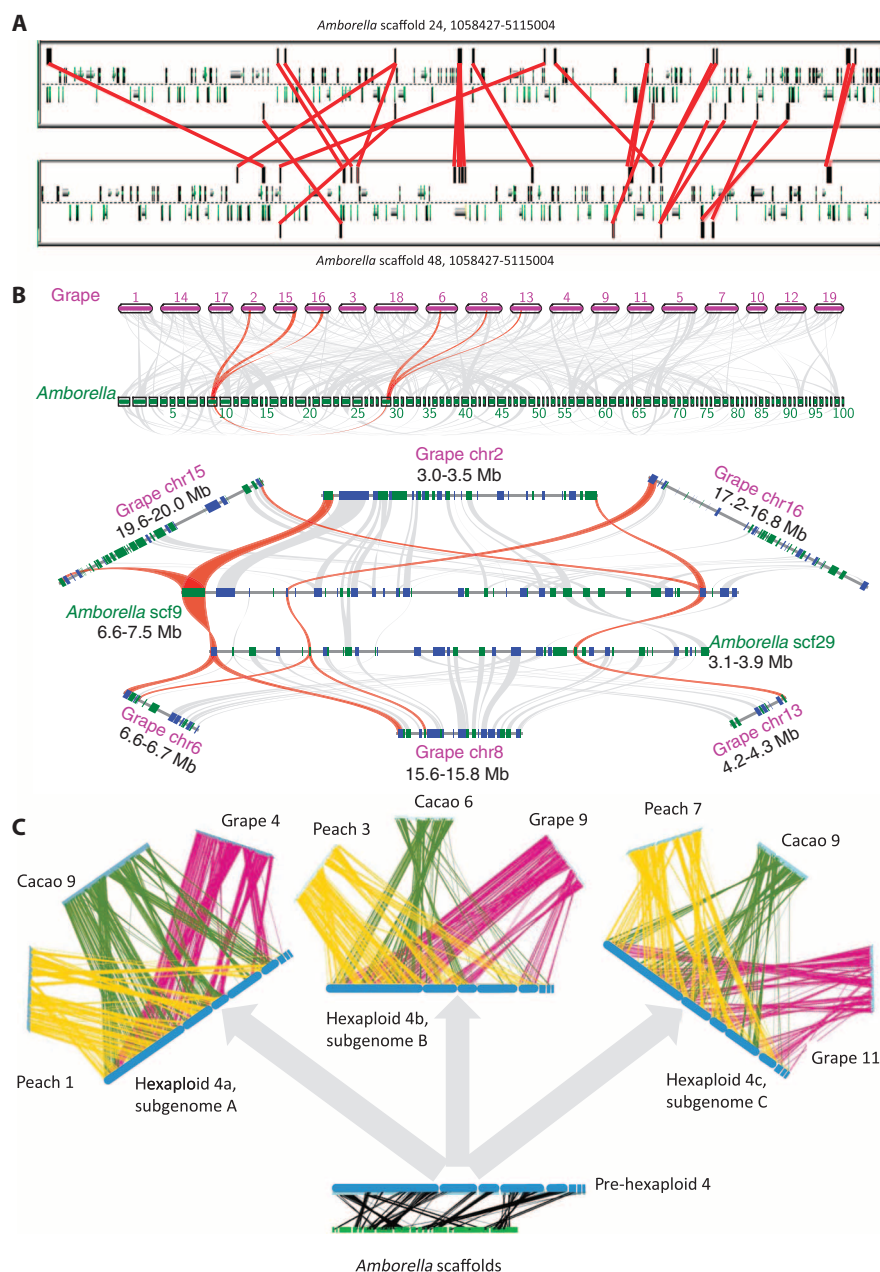 A
Amborella scaffold 24, 1058427-5115004
Amborella scaffold 48, 1058427-5115004
B
Grape
1 14 17 2 15 16 3 18 6 8 13 4 9 11 5 7 10 12 19
Amborella
5 10 15 20 25 30 35 40 45 50 55 60 65 70 75 80 85 90 95 100
Grape chr15
19.6-20.0 Mb
Grape chr2
3.0-3.5 Mb
Grape chr16
17.2-16.8 Mb
Amborella scf9
6.6-7.5 Mb
Amborella scf29
3.1-3.9 Mb
Grape chr6
6.6-6.7 Mb
Grape chr8
15.6-15.8 MB
Grape chr13
4.2-4.3 Mb
C
Peach 1
Cacao 9
Grape 4
Hexaploid 4a,
subgenome A
Peach 3
Cacao 6
Grape 9
Hexaploid 4b,
subgenome B
Peach 7
Cacao 9
Grape 11
Hexaploid 4c,
subgenome C
Pre-hexaploid 4
Amborella scaffolds